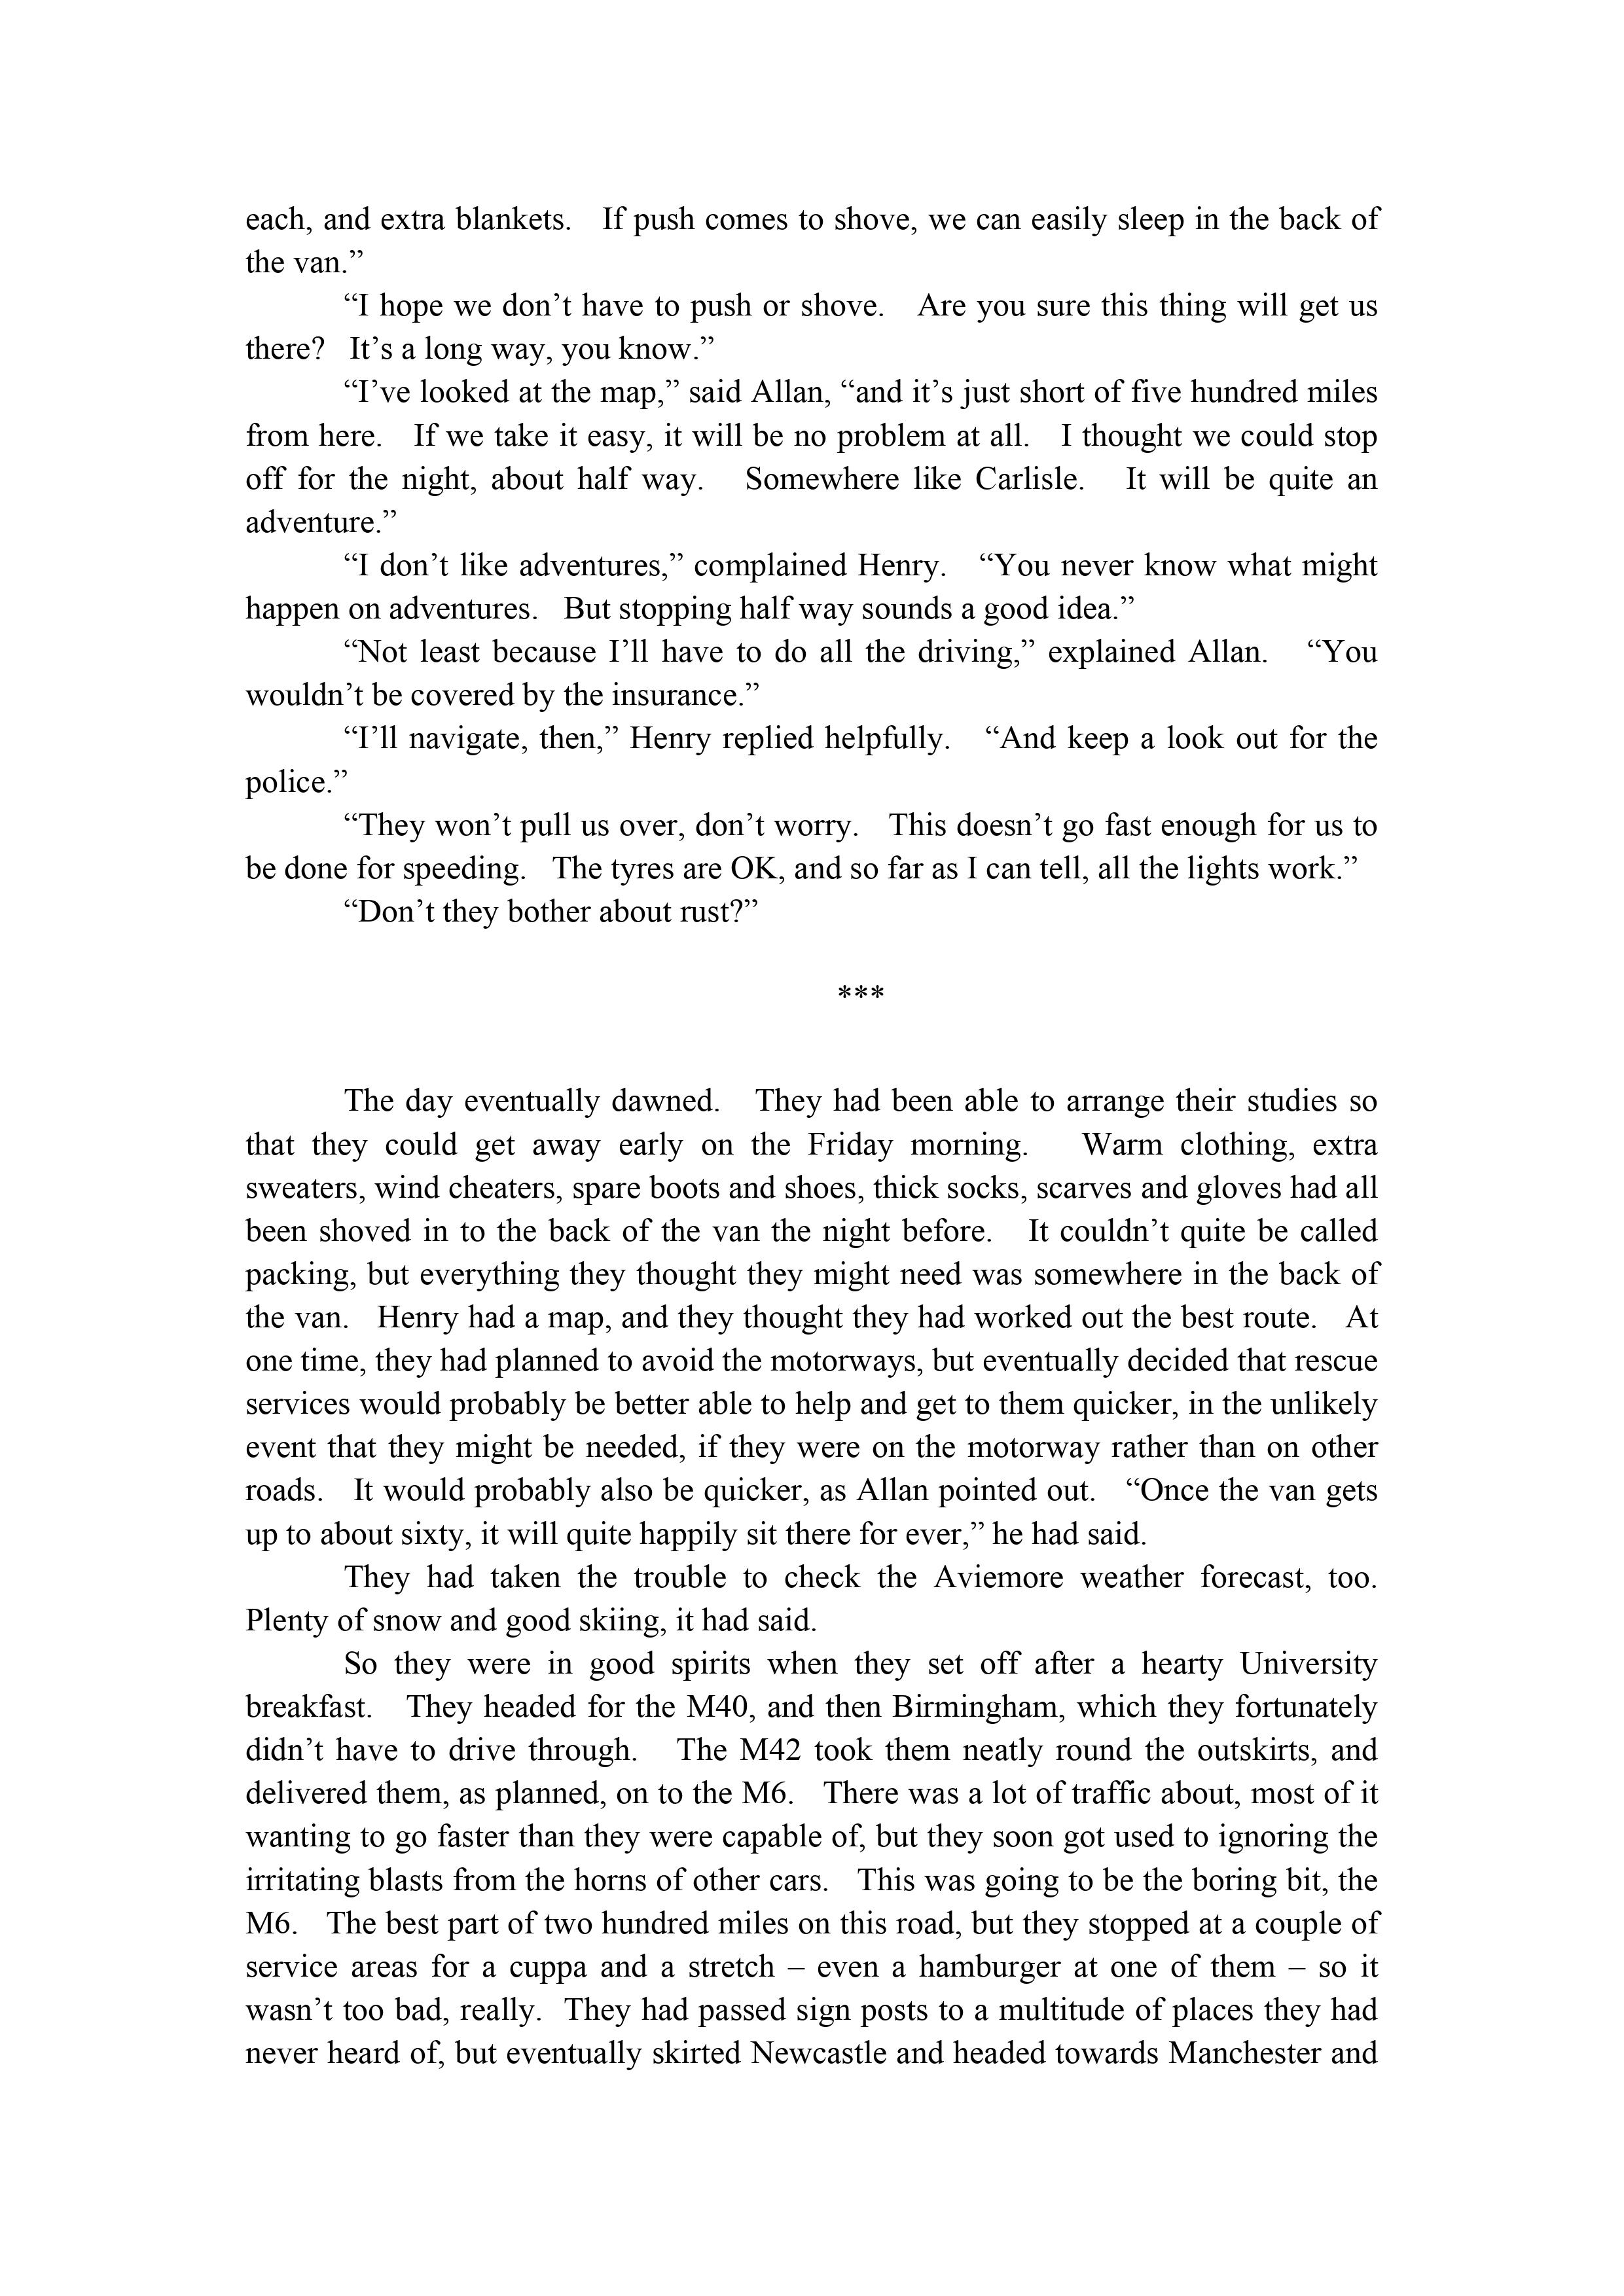 each, and extra blankets.   If push comes to shove, we can easily sleep in the back of
the van.”
“I hope we don’t have to push or shove.   Are you sure this thing will get us
there?   It’s a long way, you know.”
“I’ve looked at the map,” said Allan, “and it’s just short of five hundred miles
from here.   If we take it easy, it will be no problem at all.   I thought we could stop
off for the night, about half way.   Somewhere like Carlisle.   It will be quite an
adventure.”
“I don’t like adventures,” complained Henry.   “You never know what might
happen on adventures.   But stopping half way sounds a good idea.”
“Not least because I’ll have to do all the driving,” explained Allan.   “You
wouldn’t be covered by the insurance.”
“I’ll navigate, then,” Henry replied helpfully.   “And keep a look out for the
police.”
“They won’t pull us over, don’t worry.   This doesn’t go fast enough for us to
be done for speeding.   The tyres are OK, and so far as I can tell, all the lights work.”
“Don’t they bother about rust?”
***
The day eventually dawned.   They had been able to arrange their studies so
that they could get away early on the Friday morning.   Warm clothing, extra
sweaters, wind cheaters, spare boots and shoes, thick socks, scarves and gloves had all
been shoved in to the back of the van the night before.   It couldn’t quite be called
packing, but everything they thought they might need was somewhere in the back of
the van.   Henry had a map, and they thought they had worked out the best route.   At
one time, they had planned to avoid the motorways, but eventually decided that rescue
services would probably be better able to help and get to them quicker, in the unlikely
event that they might be needed, if they were on the motorway rather than on other
roads.   It would probably also be quicker, as Allan pointed out.   “Once the van gets
up to about sixty, it will quite happily sit there for ever,” he had said.
They had taken the trouble to check the Aviemore weather forecast, too.
Plenty of snow and good skiing, it had said.
So they were in good spirits when they set off after a hearty University
breakfast.   They headed for the M40, and then Birmingham, which they fortunately
didn’t have to drive through.   The M42 took them neatly round the outskirts, and
delivered them, as planned, on to the M6.   There was a lot of traffic about, most of it
wanting to go faster than they were capable of, but they soon got used to ignoring the
irritating blasts from the horns of other cars.   This was going to be the boring bit, the
M6.   The best part of two hundred miles on this road, but they stopped at a couple of
service areas for a cuppa and a stretch – even a hamburger at one of them – so it
wasn’t too bad, really.  They had passed sign posts to a multitude of places they had
never heard of, but eventually skirted Newcastle and headed towards Manchester and